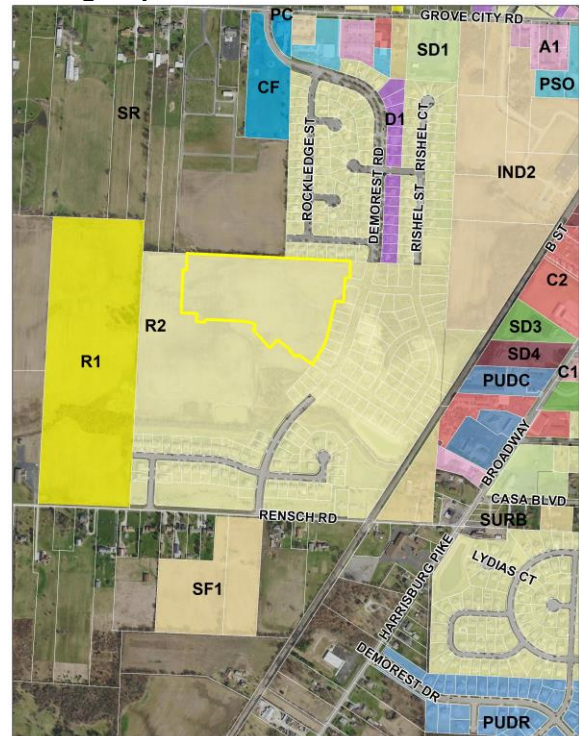 PC
GROVE CITY RD
SD1
A1
CF
PSO
SR
D1
ROCKLEDGE ST
DEMOREST RD
RISHEL ST
RISHEL CT
IND2
B ST
C2
R2
SD3
R1
SD4
C1
PUDC
BROADWAY
CASA BLVD
RENSCH RD
SURB
HARRISBURG PIKE
LYDIAS CT
SF1
DEMOREST DR
PUDR